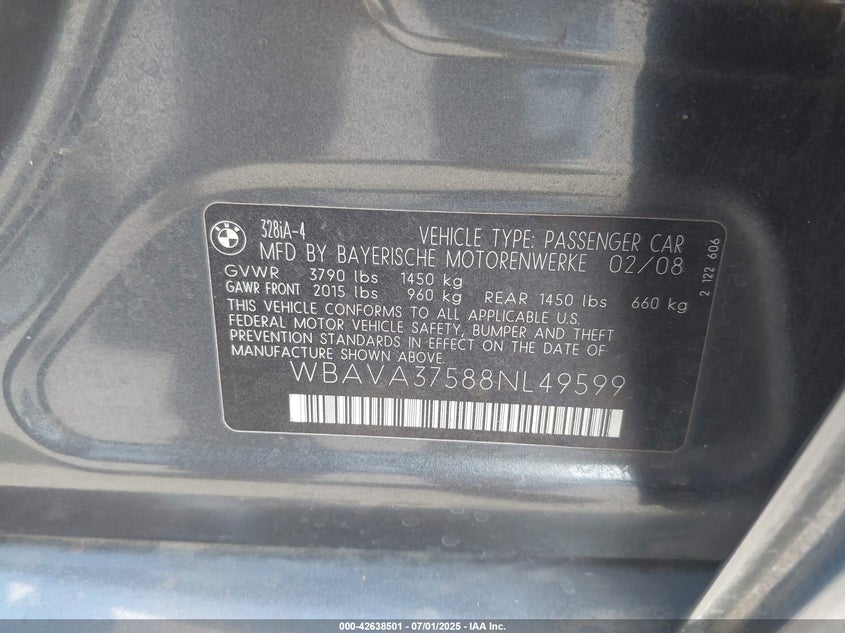 BMW
328iA-4 VEHICLE TYPE: PASSENGER CAR
MFD BY BAYERISCHE MOTORENWERKE 02/08
GVWR 3790 lbs 1450 kg
GAWR FRONT 2015 lbs 960 kg REAR 1450 lbs 660 kg
THIS VEHICLE CONFORMS TO ALL APPLICABLE U.S.
FEDERAL MOTOR VEHICLE SAFETY, BUMPER AND THEFT
PREVENTION STANDARDS IN EFFECT ON THE DATE OF
MANUFACTURE SHOWN ABOVE.
WBAVA37588NL49599
2 122 606
000-42638501 - 07/01/2025 - IAA Inc.